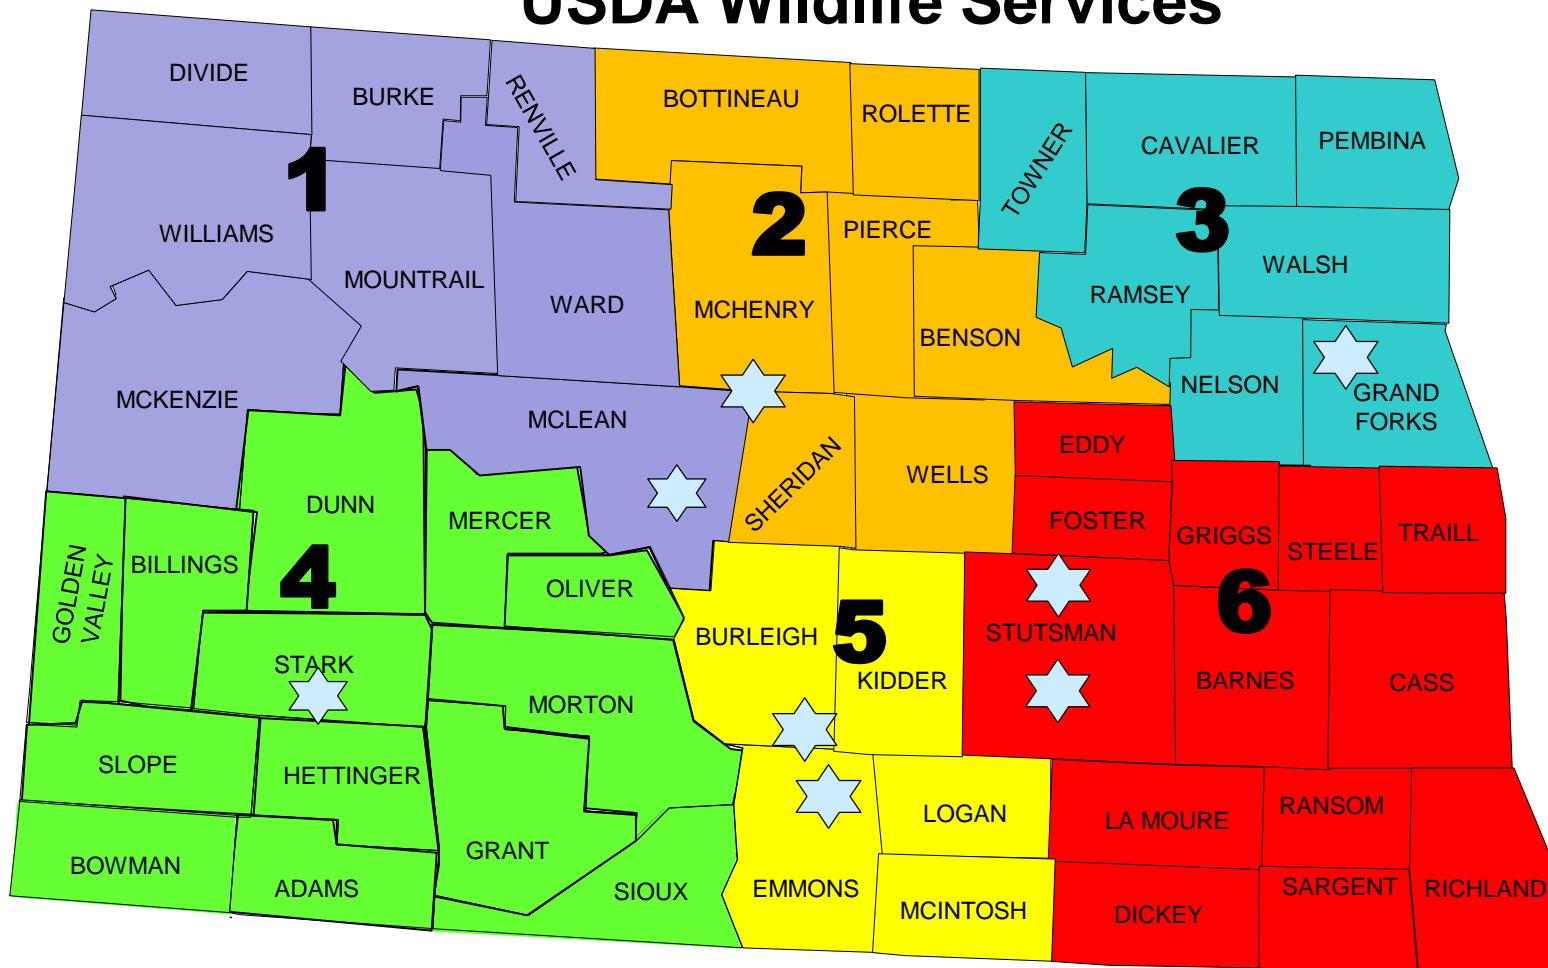 USDA Wildlife Services
DIVIDE
BURKE
RENVILLE
BOTTINEAU
ROLETTE
TOWNER
CAVALIER
PEMBINA
1
WILLIAMS
MOUNTRAIL
WARD
2
MCHENRY
PIERCE
BENSON
3
RAMSEY
WALSH
NELSON
GRAND
FORKS
MCKENZIE
MCLEAN
SHERIDAN
WELLS
EDDY
FOSTER
GRIGGS
STEELE
TRAILL
DUNN
MERCER
OLIVER
GOLDEN
VALLEY
BILLINGS
4
STARK
MORTON
BURLEIGH
5
KIDDER
STUTSMAN
6
BARNES
CASS
SLOPE
HETTINGER
GRANT
BOWMAN
ADAMS
SIOUX
EMMONS
LOGAN
MCINTOSH
LA MOURE
RANSOM
DICKEY
SARGENT
RICHLAND